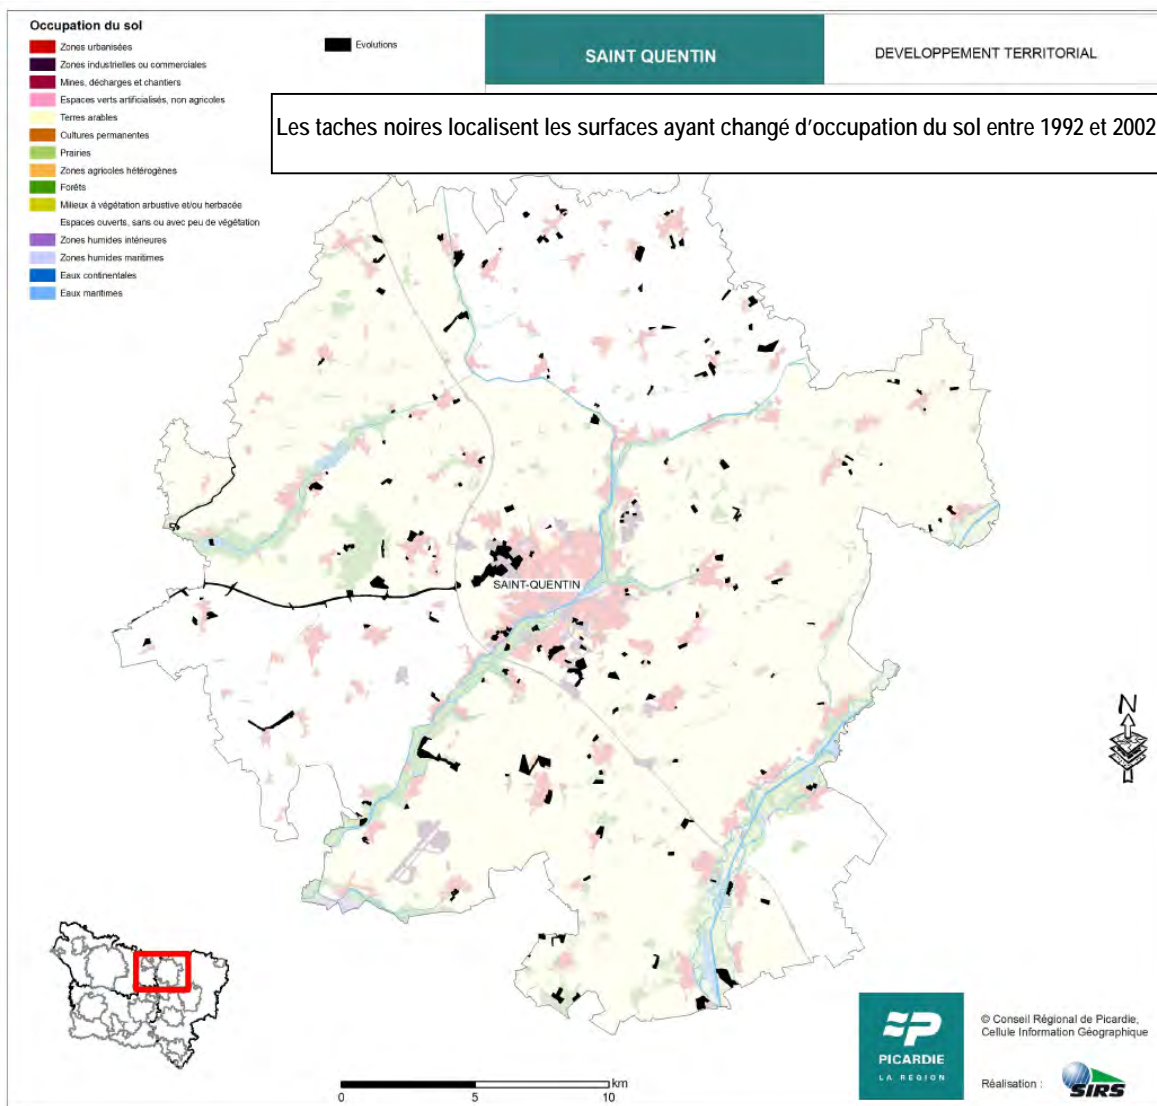 Occupation du sol
Zones urbanisées
Zones industrielles ou commerciales
Mines, décharges et chantiers
Espaces verts artificialisés, non agricoles
Terres arables
Cultures permanentes
Prairies
Zones agricoles hétérogènes
Forêts
Milieux à végétation arbustive et/ou herbacée
Espaces ouverts, sans ou avec peu de végétation
Zones humides intérieures
Zones humides maritimes
Eaux continentales
Eaux maritimes
Evolutions
SAINT QUENTIN
DEVELOPPEMENT TERRITORIAL
Les taches noires localisent les surfaces ayant changé d'occupation du sol entre 1992 et 2002
SAINT-QUENTIN
N
km
0 5 10
PICARDIE
LA REGION
© Conseil Régional de Picardie,
Cellule Information Géographique
Réalisation :
SIRS